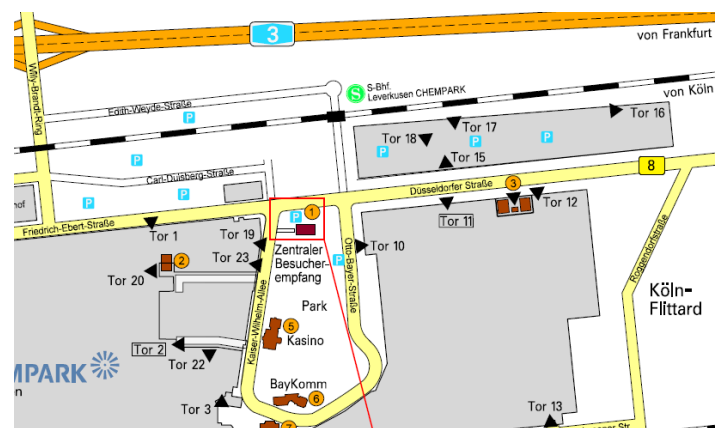 3
von Frankfurt
S-Bhf.
Leverkusen CHEMPARK
S
von Köln
Willy-Brandt-Ring
Edith-Weyde-Straße
P
Tor 16
Tor 17
Tor 18
P
P
P
Tor 15
P
Carl-Duisberg-Straße
8
Düsseldorfer Straße
3
Tor 12
P
P
hof
P
1
Tor 11
Friedrich-Ebert-Straße
Tor 1
Tor 19
Tor 10
Zentraler
Besucher-
empfang
P
Otto-Bayer-Straße
Roggendorfstraße
2
Tor 20
Tor 23
Köln-
Flittard
Park
Kaiser-Wilhelm-Allee
5
Kasino
Tor 2
Tor 22
MPARK
en
BayKomm
6
Tor 3
Tor 13
7